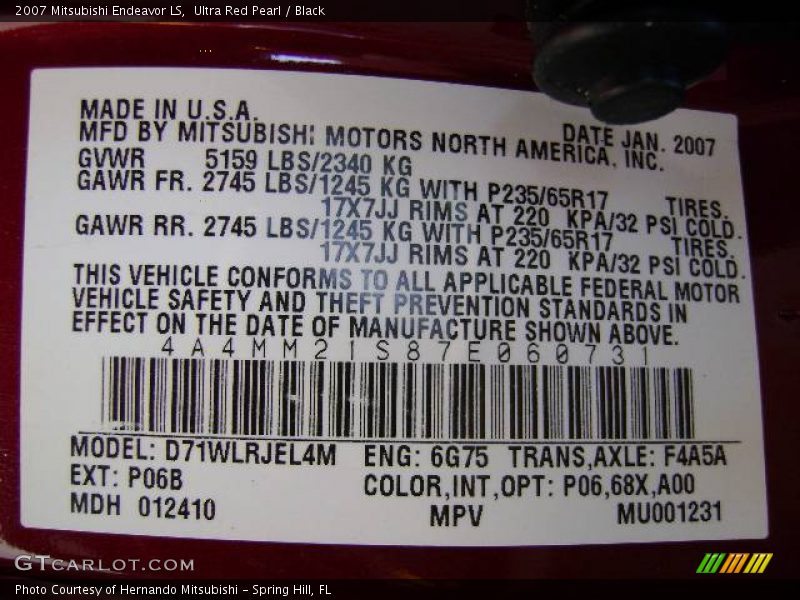 2007 Mitsubishi Endeavor LS, Ultra Red Pearl / Black
MADE IN U.S.A. DATE JAN. 2007
MFD BY MITSUBISHI MOTORS NORTH AMERICA, INC.
GVWR 5159 LBS/2340 KG
GAWR FR. 2745 LBS/1245 KG WITH P235/65R17 TIRES.
17X7JJ RIMS AT 220 KPA/32 PSI COLD.
GAWR RR. 2745 LBS/1245 KG WITH P235/65R17 TIRES.
17X7JJ RIMS AT 220 KPA/32 PSI COLD.
THIS VEHICLE CONFORMS TO ALL APPLICABLE FEDERAL MOTOR
VEHICLE SAFETY AND THEFT PREVENTION STANDARDS IN
EFFECT ON THE DATE OF MANUFACTURE SHOWN ABOVE.
4A4MM21S87E060731
MODEL: D71WLRJEL4M ENG: 6G75 TRANS,AXLE: F4A5A
EXT: P06B COLOR,INT,OPT: P06,68X,A00
MDH 012410 MPV MU001231
GTCARLOT.COM
Photo Courtesy of Hernando Mitsubishi - Spring Hill, FL